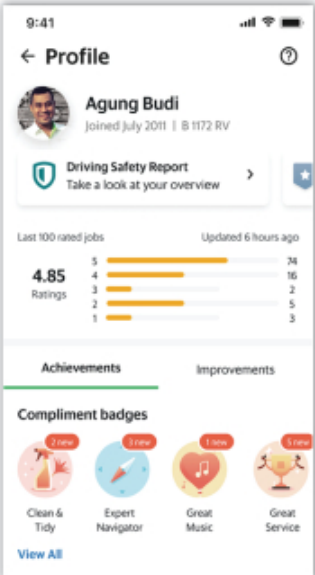 9:41
← Profile
Agung Budi
Joined July 2011 | B 1172 RV
Driving Safety Report
Take a look at your overview
Last 100 rated jobs Updated 6 hours ago
4.85
Ratings
5 74
4 16
3 2
2 5
1 3
Achievements Improvements
Compliment badges
2 new 3 new 1 new 5 new
Clean & Tidy
Expert Navigator
Great Music
Great Service
View All